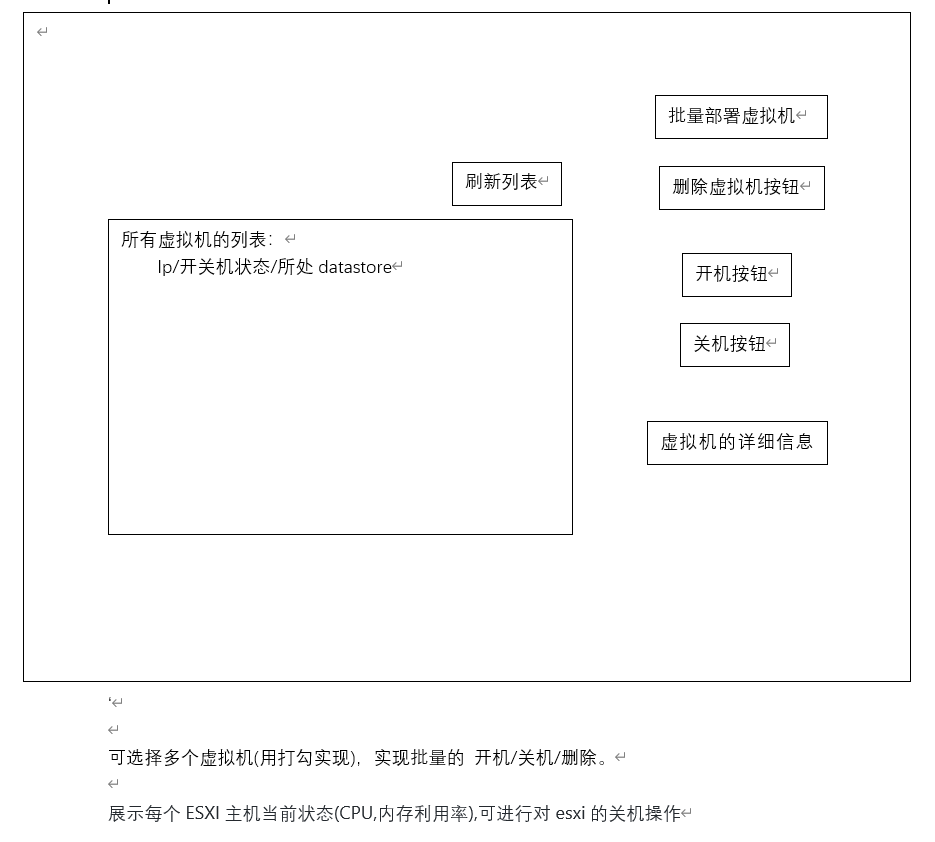 批量部署虚拟机
刷新列表
删除虚拟机按钮
所有虚拟机的列表：
Ip/开关机状态/所处 datastore
开机按钮
关机按钮
虚拟机的详细信息
‘
可选择多个虚拟机(用打勾实现)，实现批量的 开机/关机/删除。
展示每个 ESXI 主机当前状态(CPU,内存利用率),可进行对 esxi 的关机操作